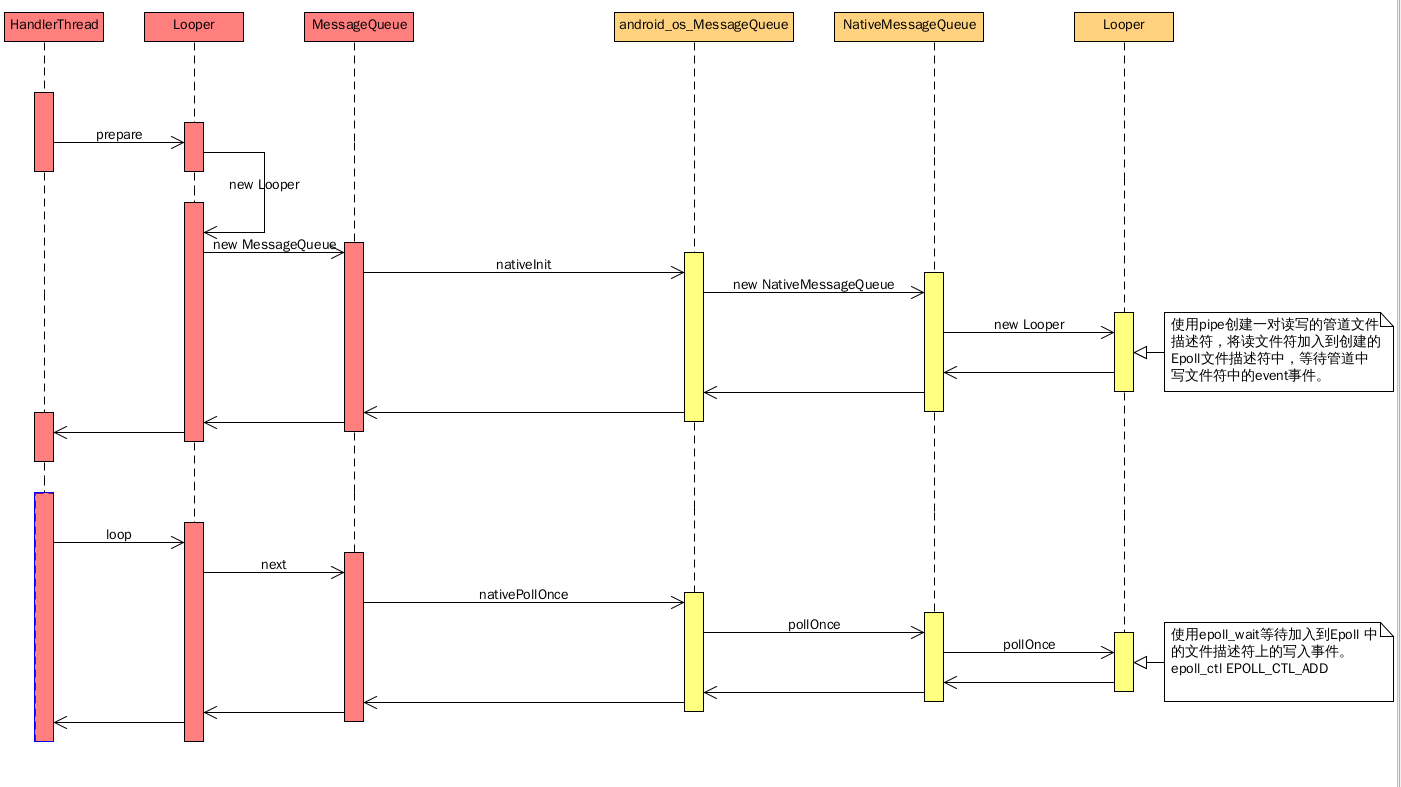 HandlerThread
Looper
MessageQueue
android_os_MessageQueue
NativeMessageQueue
Looper
prepare
new Looper
new MessageQueue
nativeInit
new NativeMessageQueue
new Looper
使用pipe创建一对读写的管道文件
描述符，将读文件符加入到创建的
Epoll文件描述符中，等待管道中
写文件符中的event事件。
loop
next
nativePollOnce
pollOnce
pollOnce
使用epoll_wait等待加入到Epoll 中
的文件描述符上的写入事件。
epoll_ctl EPOLL_CTL_ADD